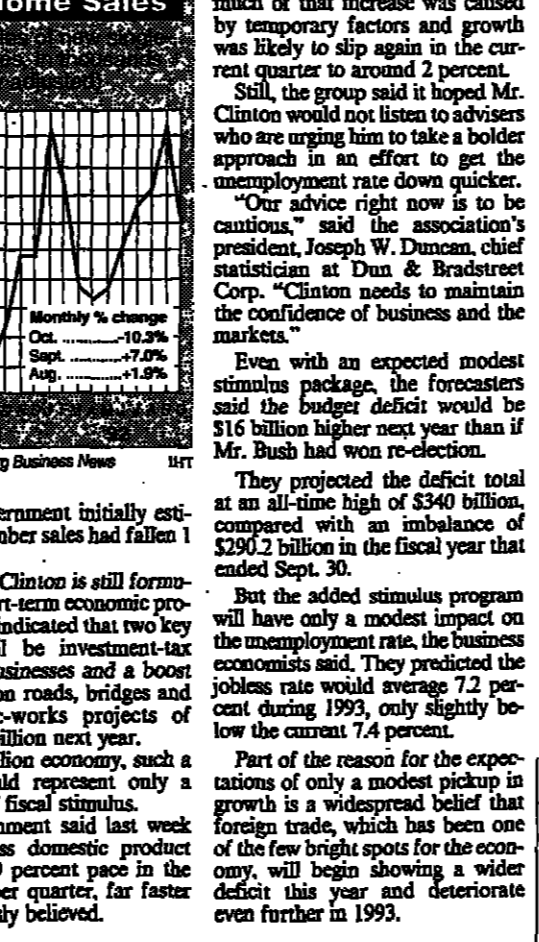 Home Sales
Monthly % change
Oct. ............-10.3%
Sept. ............+7.0%
Aug. ............+1.9%
Business News IHT
ernment initially esti-
mber sales had fallen 1
Clinton is still formu-
rt-term economic pro-
indicated that two key
be investment-tax
usinesses and a boost
on roads, bridges and
c-works projects of
illion next year.
llion economy, such a
uld represent only a
fiscal stimulus.
nment said last week
ss domestic product
9 percent pace in the
ber quarter, far faster
sly believed.
much of that increase was caused
by temporary factors and growth
was likely to slip again in the cur-
rent quarter to around 2 percent.
Still, the group said it hoped Mr.
Clinton would not listen to advisers
who are urging him to take a bolder
approach in an effort to get the
unemployment rate down quicker.
"Our advice right now is to be
cautious," said the association's
president, Joseph W. Duncan, chief
statistician at Dun & Bradstreet
Corp. "Clinton needs to maintain
the confidence of business and the
markets."
Even with an expected modest
stimulus package, the forecasters
said the budget deficit would be
$16 billion higher next year than if
Mr. Bush had won re-election.
They projected the deficit total
at an all-time high of $340 billion,
compared with an imbalance of
$290.2 billion in the fiscal year that
ended Sept. 30.
But the added stimulus program
will have only a modest impact on
the unemployment rate, the business
economists said. They predicted the
jobless rate would average 7.2 per-
cent during 1993, only slightly be-
low the current 7.4 percent.
Part of the reason for the expec-
tations of only a modest pickup in
growth is a widespread belief that
foreign trade, which has been one
of the few bright spots for the econ-
omy, will begin showing a wider
deficit this year and deteriorate
even further in 1993.